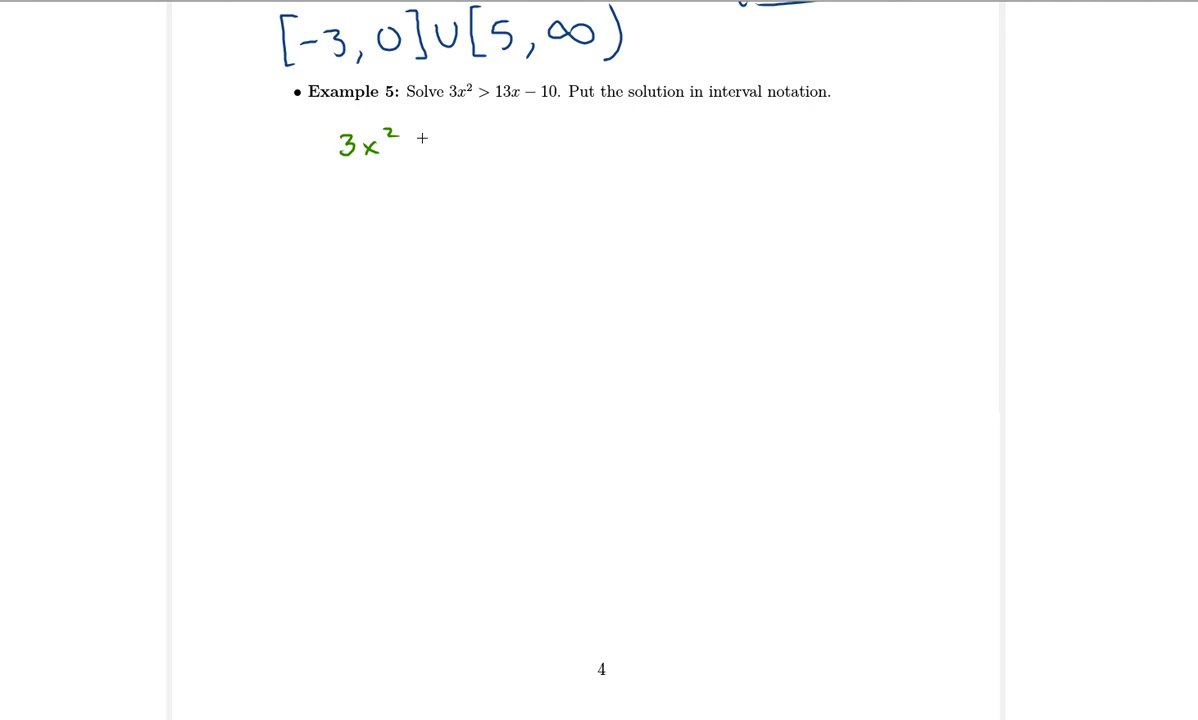 [-3, 0]∪[5, ∞)
• Example 5: Solve 3x² > 13x − 10. Put the solution in interval notation.
3x²
4